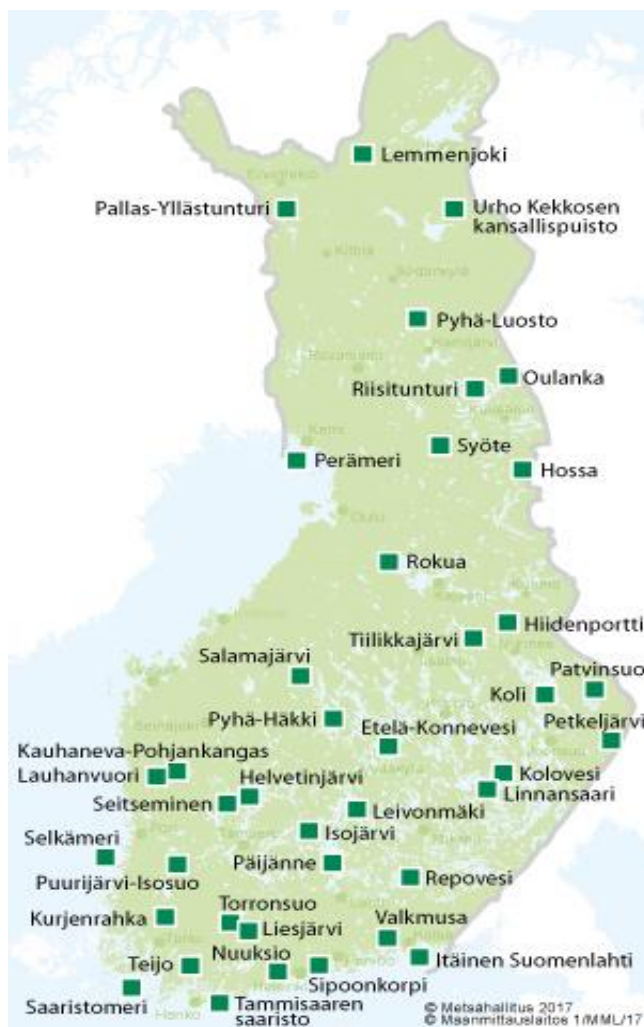 Lemmenjoki
Pallas-Yllästunturi
Urho Kekkosen
kansallispuisto
Pyhä-Luosto
Oulanka
Riisitunturi
Syöte
Perämeri
Hossa
Rokua
Hiidenportti
Tiilikkajärvi
Salamajärvi
Patvinsuo
Koli
Pyhä-Häkki
Etelä-Konnevesi
Petkeljärvi
Kauhaneva-Pohjankangas
Lauhanvuori
Helvetinjärvi
Kolovesi
Linnansaari
Seitseminen
Leivonmäki
Isojärvi
Selkämeri
Päijänne
Puurijärvi-Isosuo
Repovesi
Torronsuo
Kurjenrahka
Liesjärvi
Valkmusa
Nuuksio
Itäinen Suomenlahti
Teijo
Sipoonkorpi
Saaristomeri
Tammisaaren
saaristo
© Metsähallitus 2017
© Maanmittauslaitos 1/MML/17